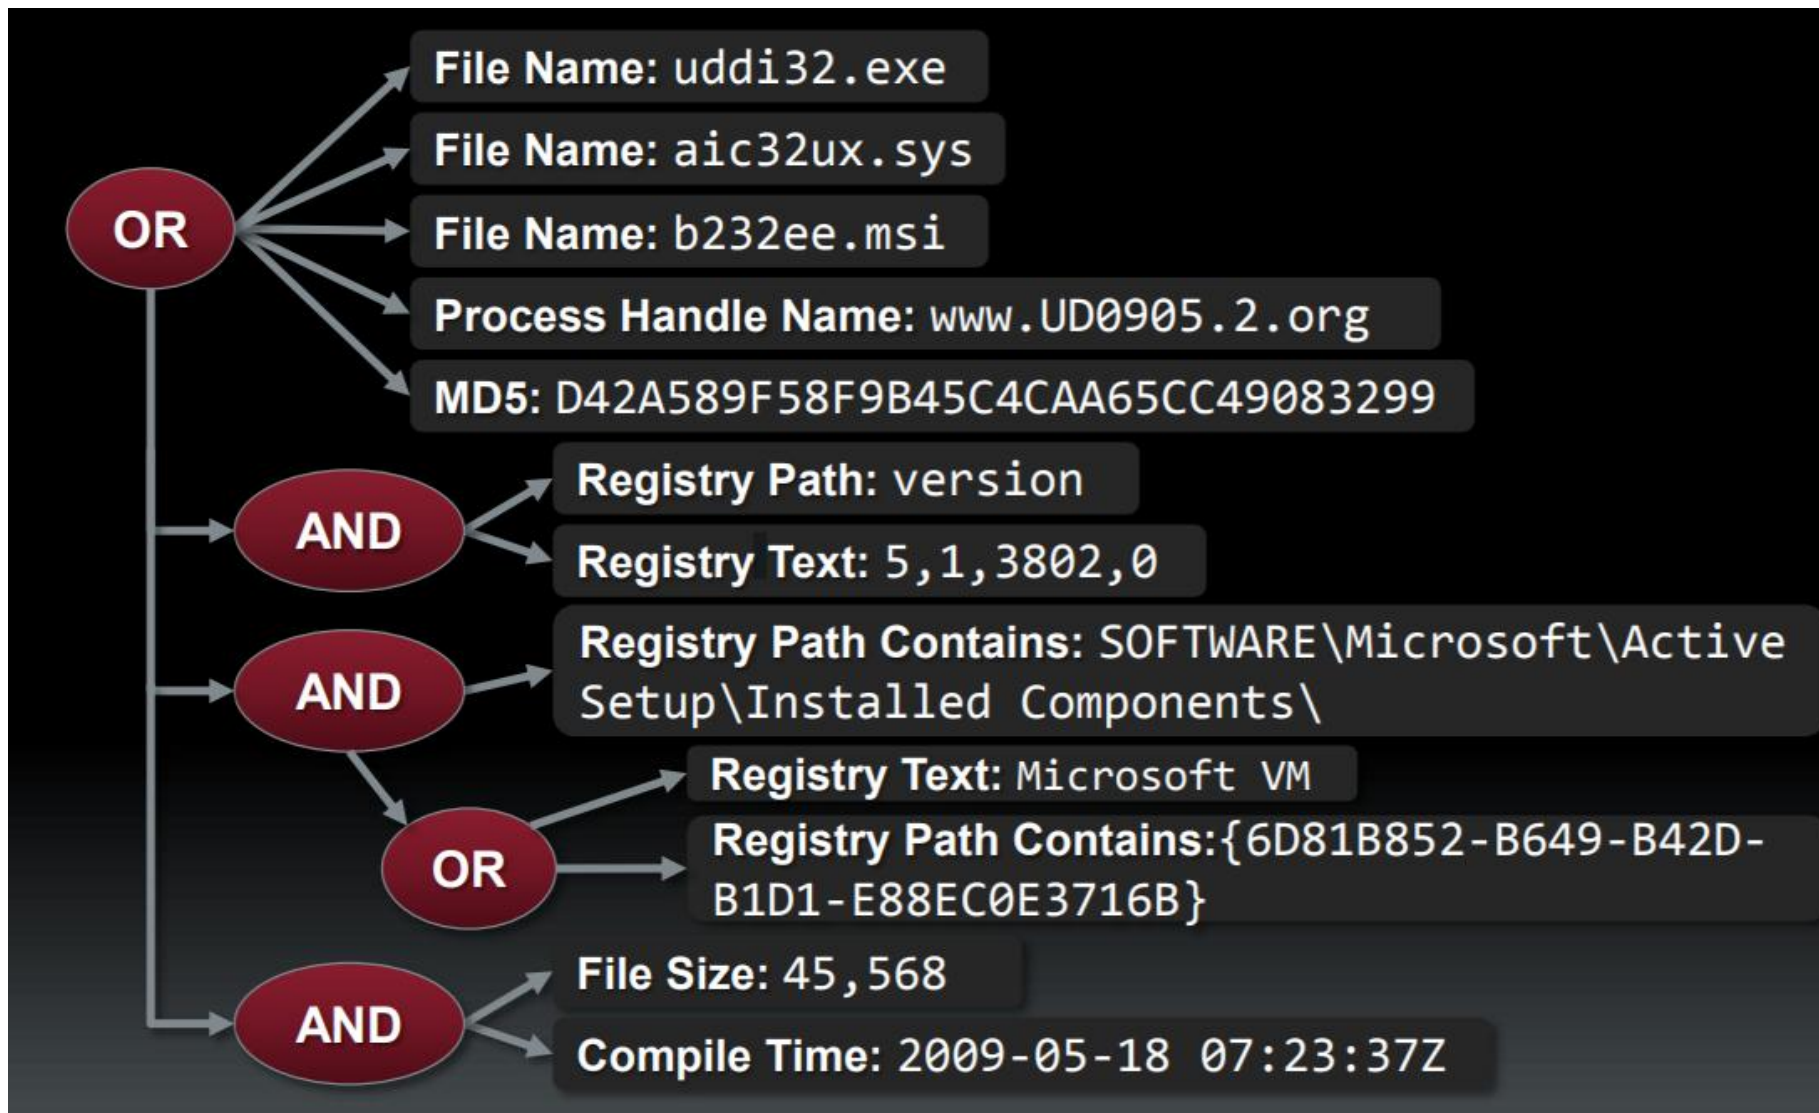 File Name: uddi32.exe
File Name: aic32ux.sys
OR
File Name: b232ee.msi
Process Handle Name: www.UD0905.2.org
MD5: D42A589F58F9B45C4CAA65CC49083299
Registry Path: version
AND
Registry Text: 5,1,3802,0
Registry Path Contains: SOFTWARE\Microsoft\Active
AND
Setup\Installed Components\
Registry Text: Microsoft VM
OR
Registry Path Contains:{6D81B852-B649-B42D-
B1D1-E88EC0E3716B}
File Size: 45,568
AND
Compile Time: 2009-05-18 07:23:37Z